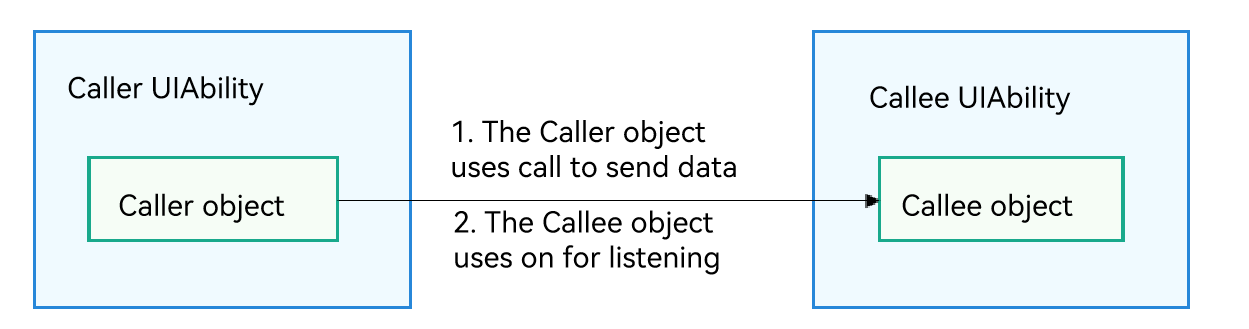 Caller UIAbility
Caller object
1. The Caller object
uses call to send data
2. The Callee object
uses on for listening
Callee UIAbility
Callee object